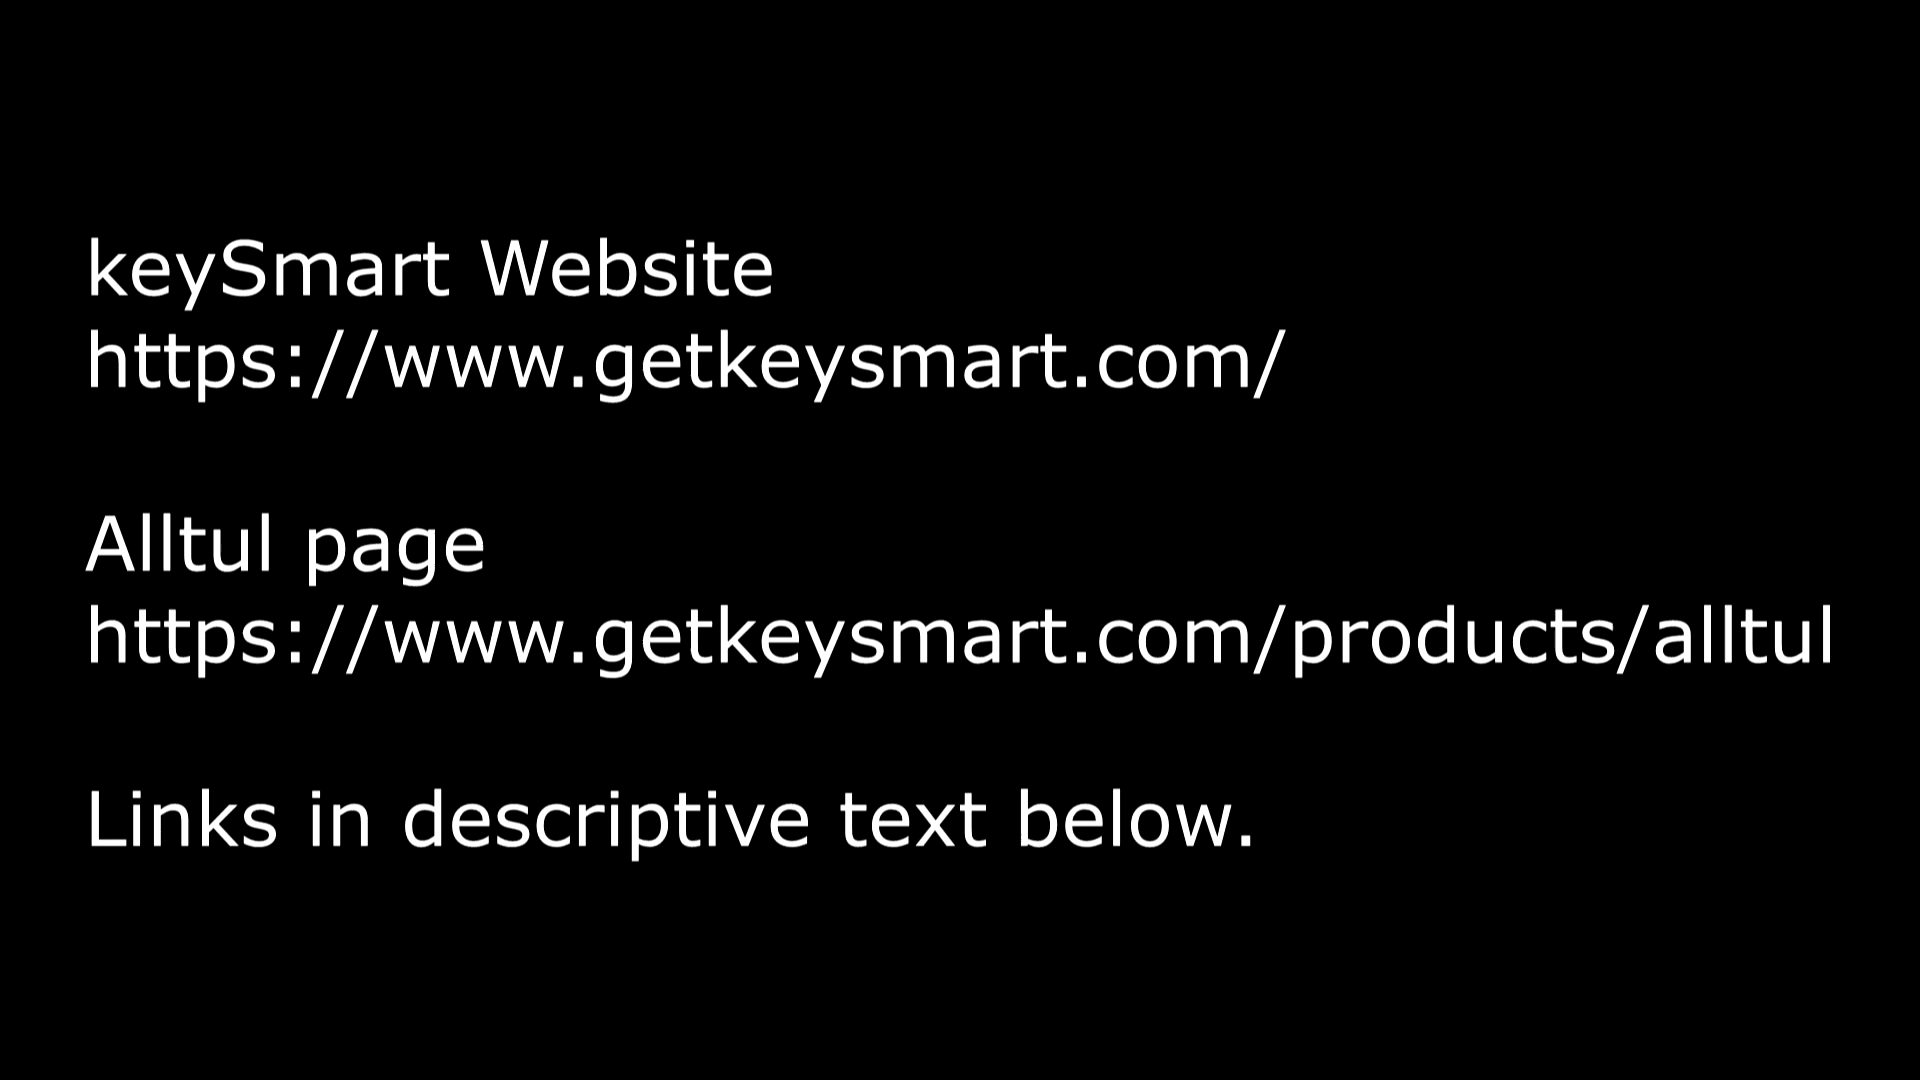 keySmart Website
https://www.getkeysmart.com/
Alltul page
https://www.getkeysmart.com/products/alltul
Links in descriptive text below.